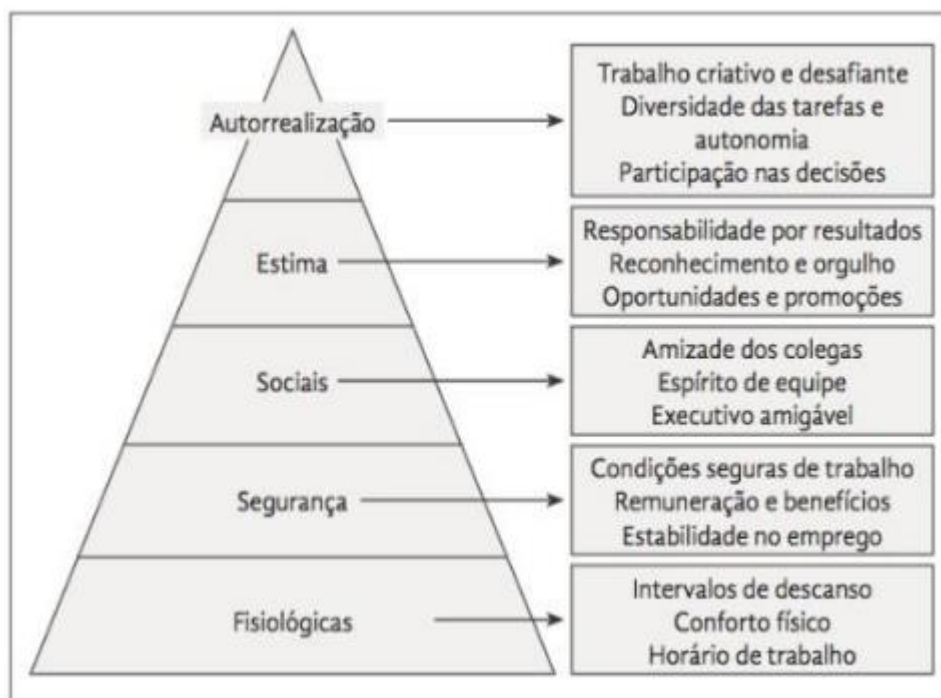 Autorrealização
Trabalho criativo e desafiante
Diversidade das tarefas e
autonomia
Participação nas decisões
Estima
Responsabilidade por resultados
Reconhecimento e orgulho
Oportunidades e promoções
Sociais
Amizade dos colegas
Espírito de equipe
Executivo amigável
Segurança
Condições seguras de trabalho
Remuneração e benefícios
Estabilidade no emprego
Fisiológicas
Intervalos de descanso
Conforto físico
Horário de trabalho